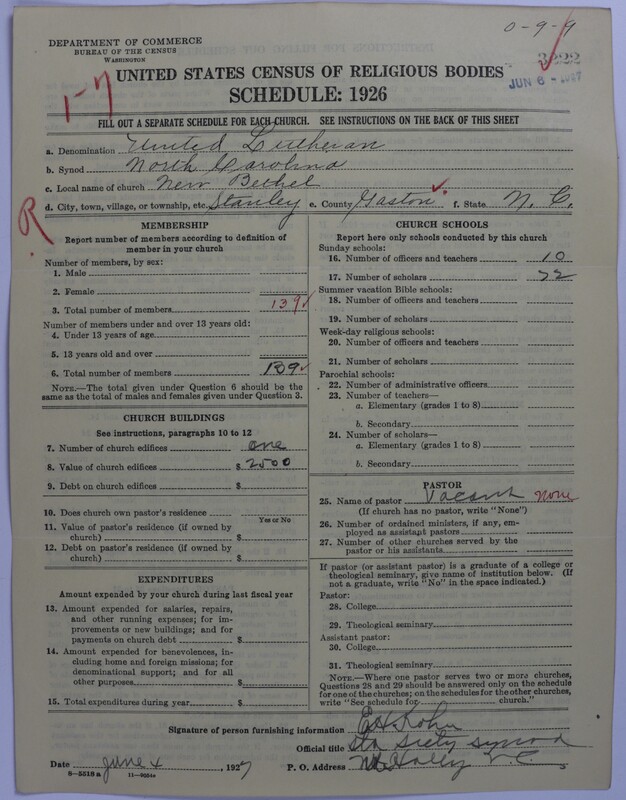 0-9-9
DEPARTMENT OF COMMERCE
BUREAU OF THE CENSUS
WASHINGTON
3222
JUN 6 - 1927
1-7
UNITED STATES CENSUS OF RELIGIOUS BODIES
SCHEDULE: 1926
FILL OUT A SEPARATE SCHEDULE FOR EACH CHURCH. SEE INSTRUCTIONS ON THE BACK OF THIS SHEET
a. Denomination United Lutheran
b. Synod North Carolina
c. Local name of church New Bethel
d. City, town, village, or township, etc. Stanley e. County Gaston f. State N. C.
R
MEMBERSHIP
Report number of members according to definition of
member in your church
Number of members, by sex:
1. Male
2. Female
3. Total number of members 139
Number of members under and over 13 years old:
4. Under 13 years of age
5. 13 years old and over
6. Total number of members 139
NOTE.—The total given under Question 6 should be
the same as the total of males and females given under Question 3.
CHURCH BUILDINGS
See instructions, paragraphs 10 to 12
7. Number of church edifices one
8. Value of church edifices $ 2500
9. Debt on church edifices $
10. Does church own pastor's residence
Yes or No
11. Value of pastor's residence (if owned by
church) $
12. Debt on pastor's residence (if owned by
church) $
EXPENDITURES
Amount expended by your church during last fiscal year
13. Amount expended for salaries, repairs,
and other running expenses; for im-
provements or new buildings; and for
payments on church debt $
14. Amount expended for benevolences, in-
cluding home and foreign missions; for
denominational support; and for all
other purposes $
15. Total expenditures during year $
CHURCH SCHOOLS
Report here only schools conducted by this church
Sunday schools:
16. Number of officers and teachers 10
17. Number of scholars 72
Summer vacation Bible schools:
18. Number of officers and teachers
19. Number of scholars
Week-day religious schools:
20. Number of officers and teachers
21. Number of scholars
Parochial schools:
22. Number of administrative officers
23. Number of teachers—
a. Elementary (grades 1 to 8)
b. Secondary
24. Number of scholars—
a. Elementary (grades 1 to 8)
b. Secondary
PASTOR
25. Name of pastor Vacant none
(If church has no pastor, write "None")
26. Number of ordained ministers, if any, em-
ployed as assistant pastors
27. Number of other churches served by the
pastor or his assistants
If pastor (or assistant pastor) is a graduate of a college or
theological seminary, give name of institution below. (If
not a graduate, write "No" in the space indicated.)
Pastor:
28. College
29. Theological seminary
Assistant pastor:
30. College
31. Theological seminary
NOTE.—Where one pastor serves two or more churches,
Questions 28 and 29 should be answered only on the schedule
for one of the churches; on the schedules for the other churches,
write "See schedule for church."
Signature of person furnishing information E H Kohn
Official title Sta Scty synod
Date June 4, 1927 P. O. Address Mt Holly N. C.
8-5518 a 11-9054